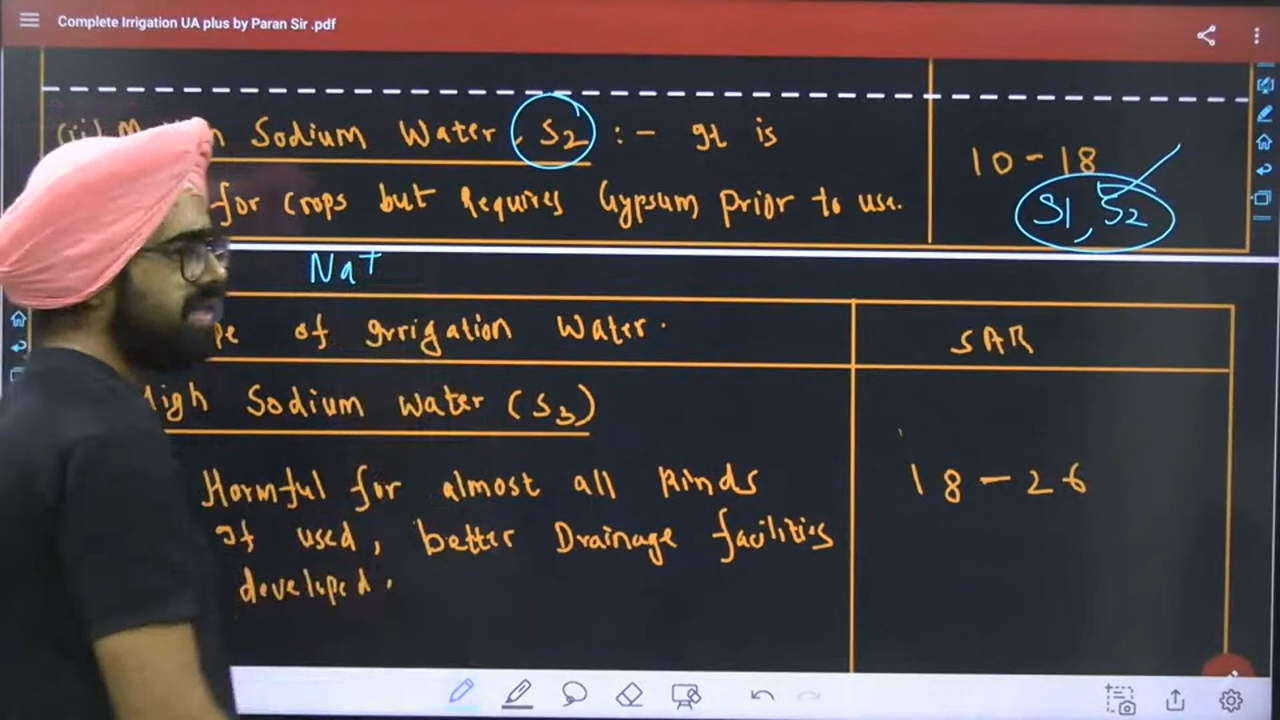 Complete Irrigation UA plus by Paran Sir .pdf
Sodium Water, S2 :- It is
10-18
for crops but Requires Gypsum prior to use.
S1, S2
Na+
of Irrigation Water.
SAR
High Sodium Water (S3)
Harmful for almost all kinds
18-26
If used, better Drainage facilities
developed.